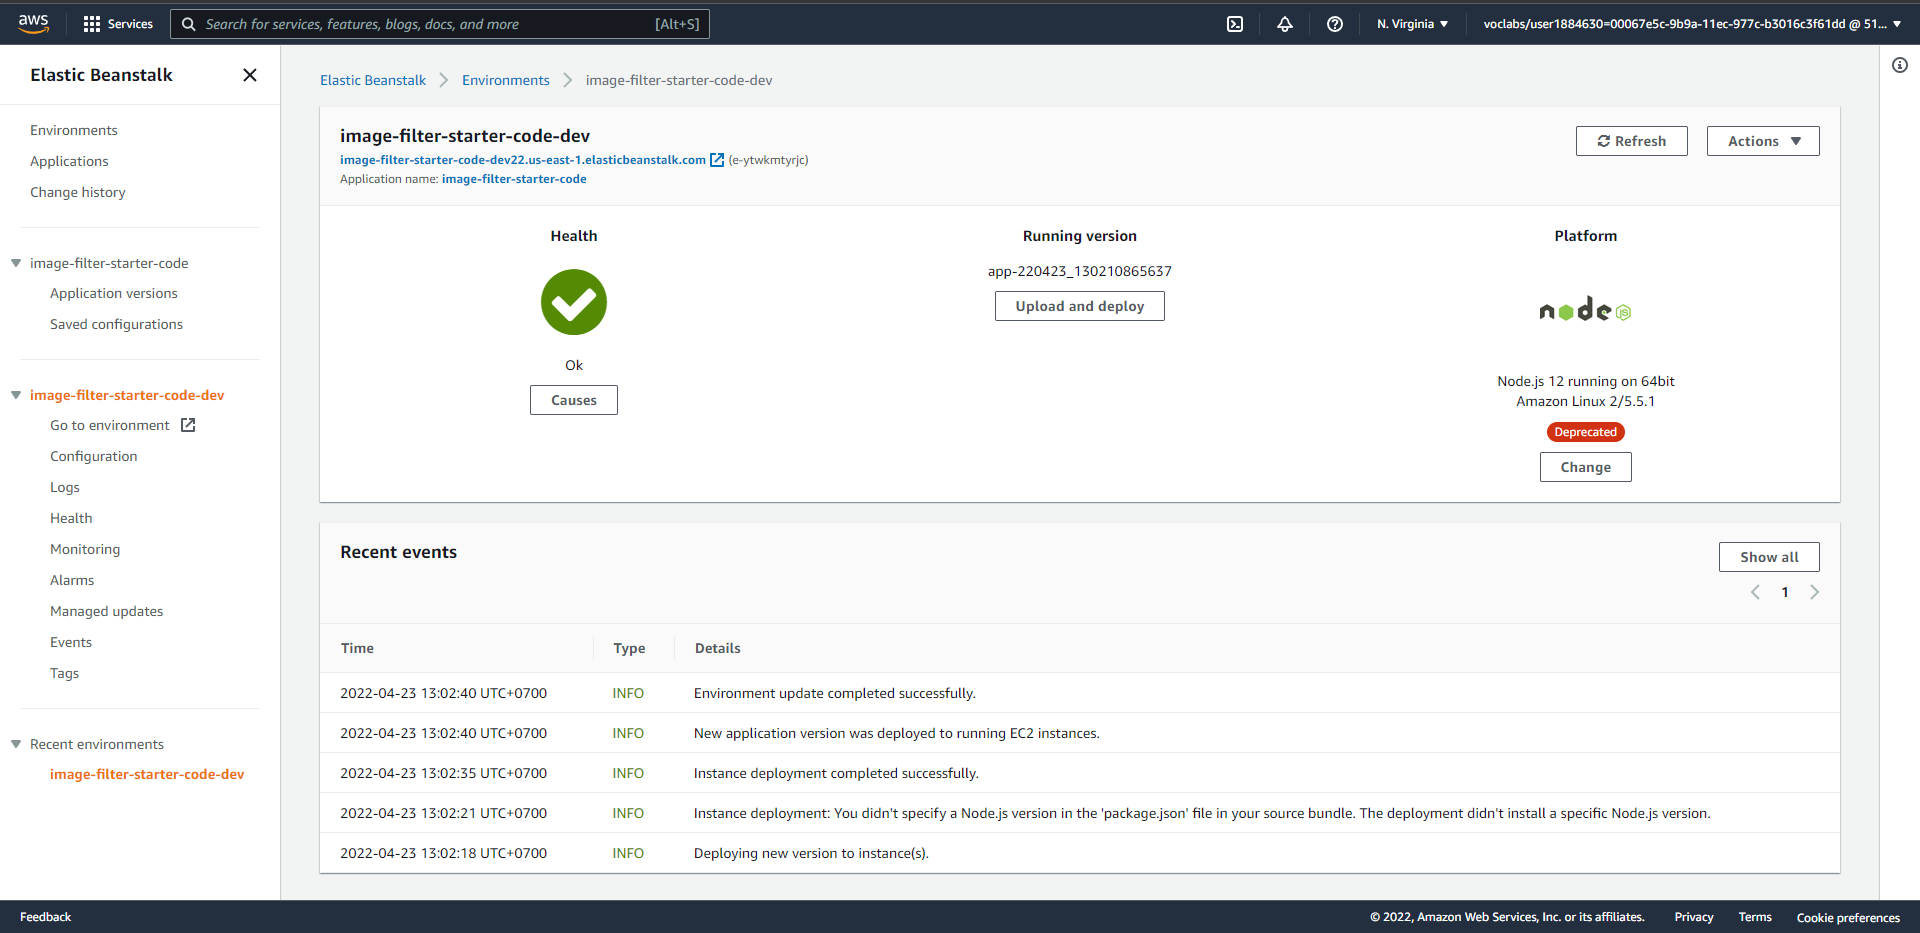 aws
Services
Search for services, features, blogs, docs, and more
[Alt+S]
N. Virginia
voclabs/user1884630=00067e5c-9b9a-11ec-977c-b3016c3f61dd @ 51...
Elastic Beanstalk
Environments
Applications
Change history
image-filter-starter-code
Application versions
Saved configurations
image-filter-starter-code-dev
Go to environment
Configuration
Logs
Health
Monitoring
Alarms
Managed updates
Events
Tags
Recent environments
image-filter-starter-code-dev
Elastic Beanstalk
Environments
image-filter-starter-code-dev
image-filter-starter-code-dev
image-filter-starter-code-dev22.us-east-1.elasticbeanstalk.com (e-ytwkmtyrjc)
Application name: image-filter-starter-code
Refresh
Actions
Health
Ok
Causes
Running version
app-220423_130210865637
Upload and deploy
Platform
node JS
Node.js 12 running on 64bit
Amazon Linux 2/5.5.1
Deprecated
Change
Recent events
Show all
1
Time Type Details
2022-04-23 13:02:40 UTC+0700 INFO Environment update completed successfully.
2022-04-23 13:02:40 UTC+0700 INFO New application version was deployed to running EC2 instances.
2022-04-23 13:02:35 UTC+0700 INFO Instance deployment completed successfully.
2022-04-23 13:02:21 UTC+0700 INFO Instance deployment: You didn't specify a Node.js version in the 'package.json' file in your source bundle. The deployment didn't install a specific Node.js version.
2022-04-23 13:02:18 UTC+0700 INFO Deploying new version to instance(s).
Feedback
© 2022, Amazon Web Services, Inc. or its affiliates. Privacy Terms Cookie preferences